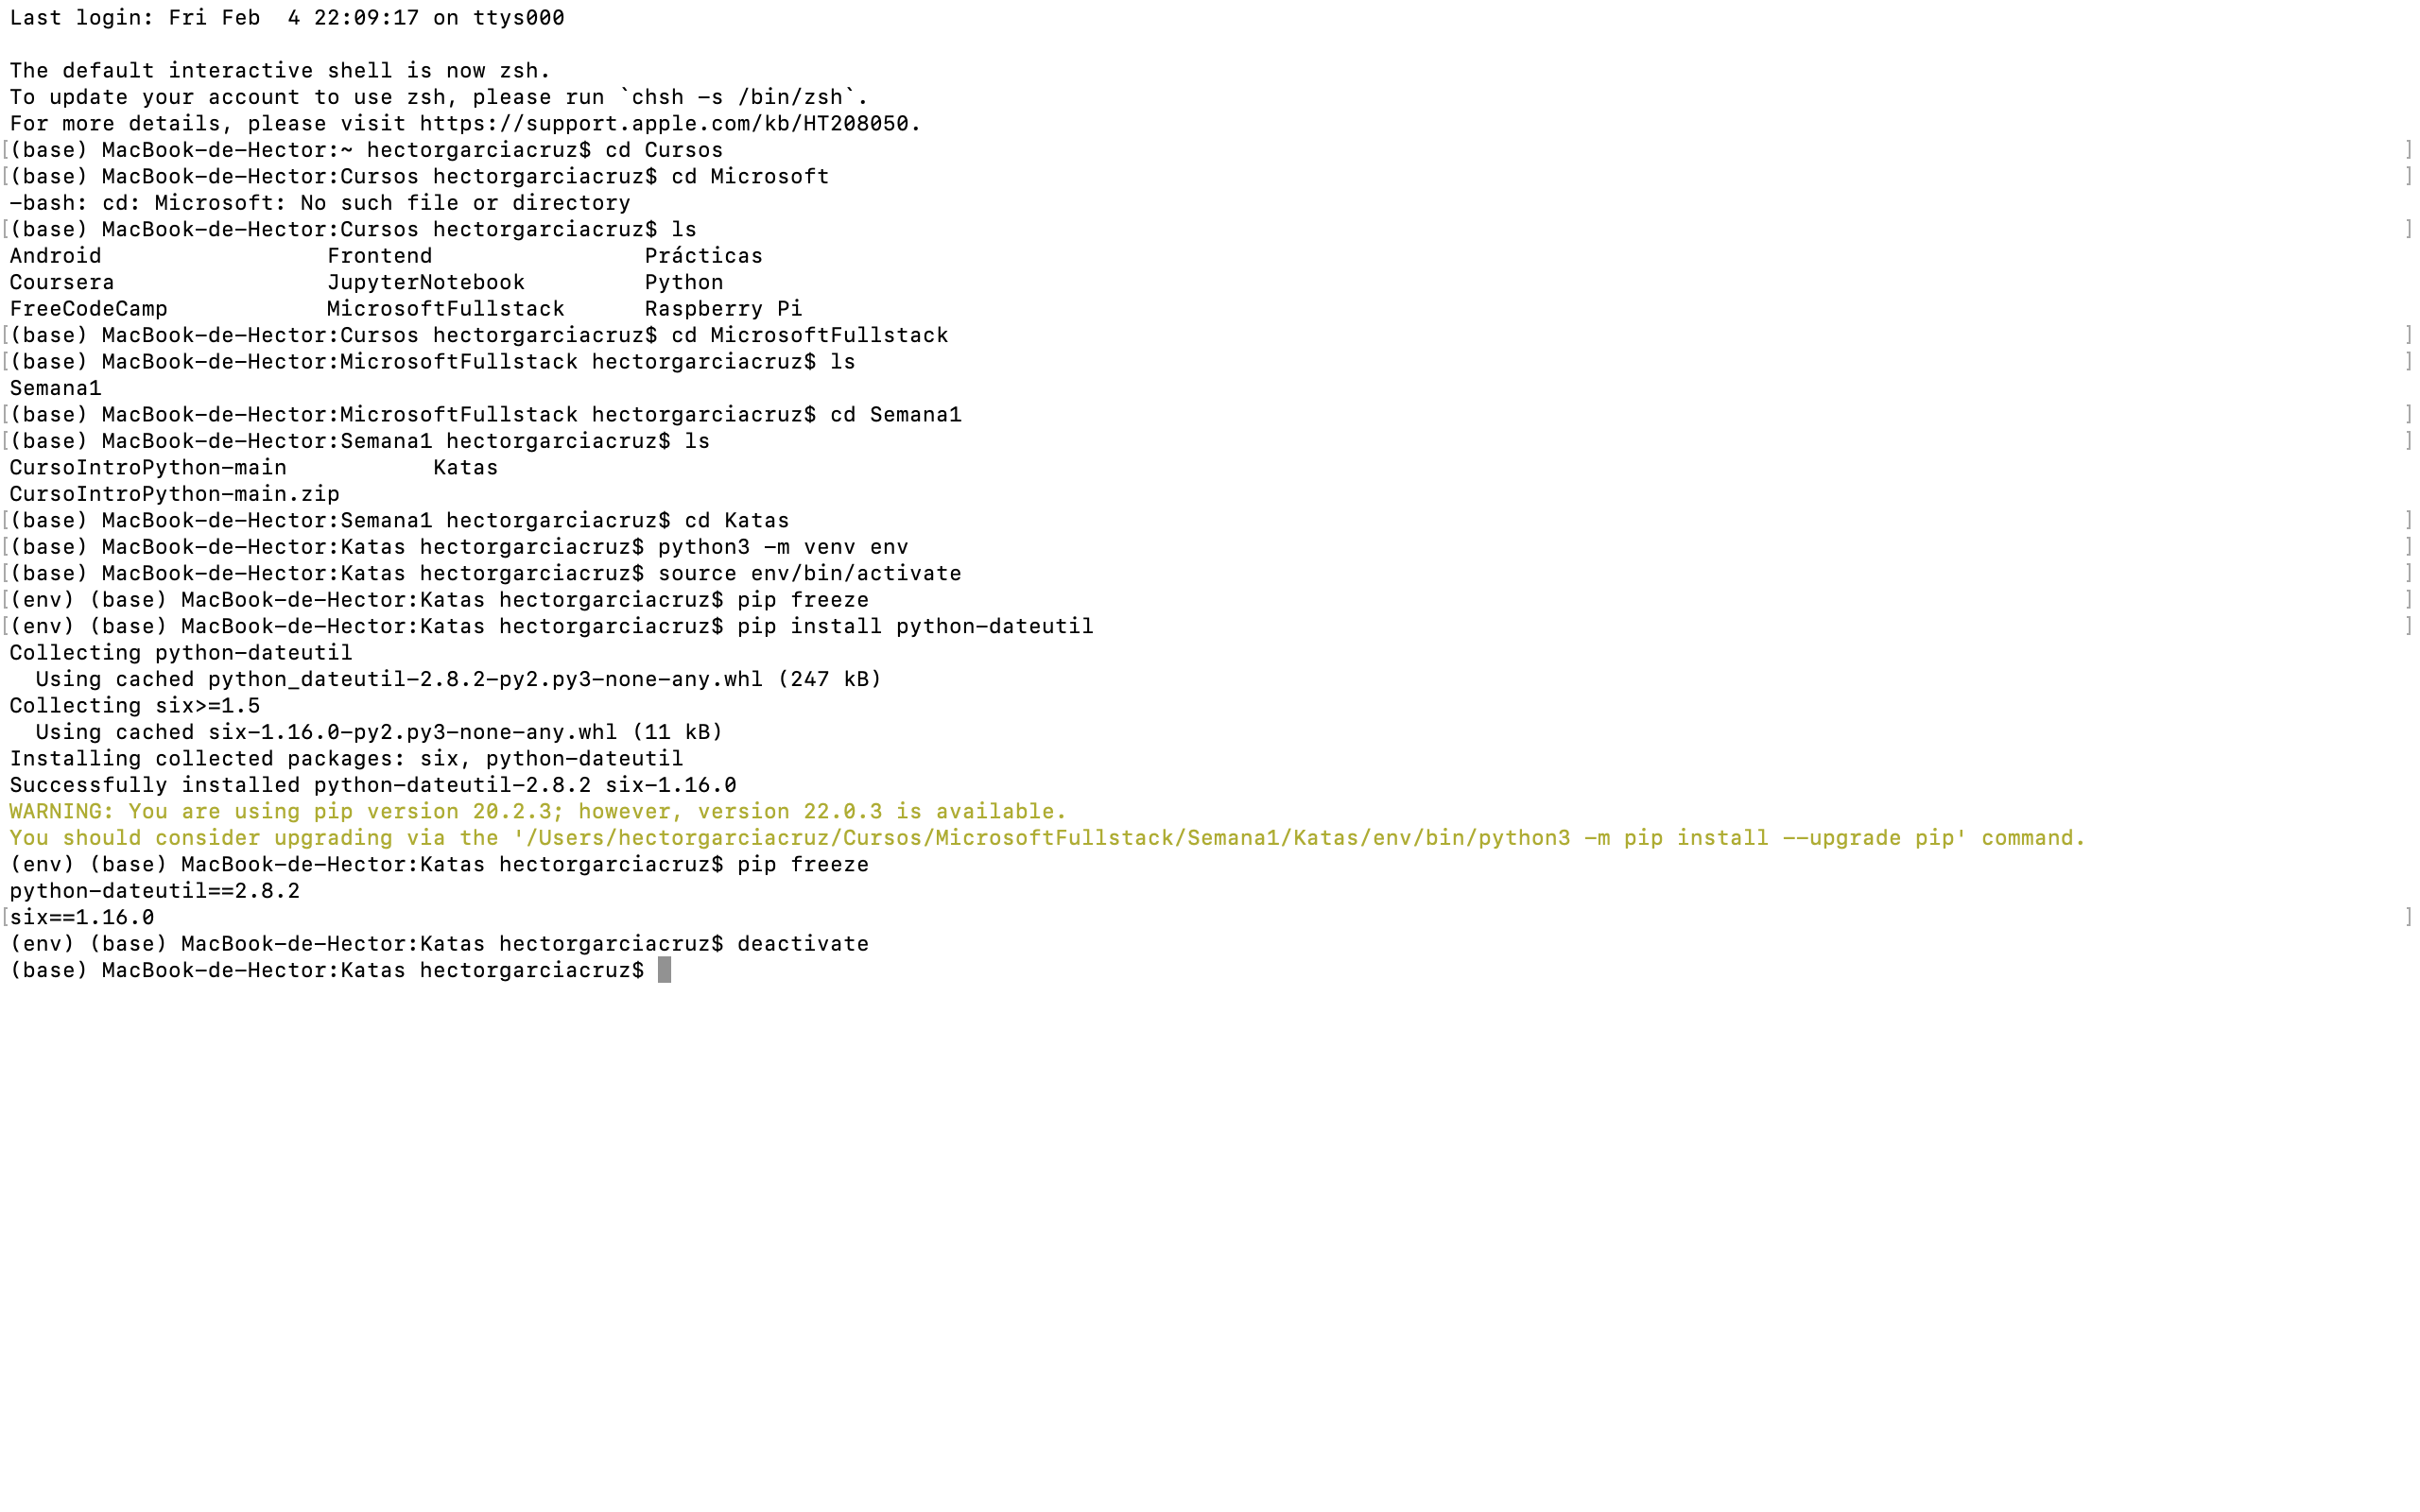 Last login: Fri Feb  4 22:09:17 on ttys000
The default interactive shell is now zsh.
To update your account to use zsh, please run `chsh -s /bin/zsh`.
For more details, please visit https://support.apple.com/kb/HT208050.
[(base) MacBook-de-Hector:~ hectorgarciacruz$ cd Cursos ]
[(base) MacBook-de-Hector:Cursos hectorgarciacruz$ cd Microsoft ]
-bash: cd: Microsoft: No such file or directory
[(base) MacBook-de-Hector:Cursos hectorgarciacruz$ ls ]
Android                 Frontend                Prácticas
Coursera                JupyterNotebook         Python
FreeCodeCamp            MicrosoftFullstack      Raspberry Pi
[(base) MacBook-de-Hector:Cursos hectorgarciacruz$ cd MicrosoftFullstack ]
[(base) MacBook-de-Hector:MicrosoftFullstack hectorgarciacruz$ ls ]
Semana1
[(base) MacBook-de-Hector:MicrosoftFullstack hectorgarciacruz$ cd Semana1 ]
[(base) MacBook-de-Hector:Semana1 hectorgarciacruz$ ls ]
CursoIntroPython-main           Katas
CursoIntroPython-main.zip
[(base) MacBook-de-Hector:Semana1 hectorgarciacruz$ cd Katas ]
[(base) MacBook-de-Hector:Katas hectorgarciacruz$ python3 -m venv env ]
[(base) MacBook-de-Hector:Katas hectorgarciacruz$ source env/bin/activate ]
[(env) (base) MacBook-de-Hector:Katas hectorgarciacruz$ pip freeze ]
[(env) (base) MacBook-de-Hector:Katas hectorgarciacruz$ pip install python-dateutil ]
Collecting python-dateutil
  Using cached python_dateutil-2.8.2-py2.py3-none-any.whl (247 kB)
Collecting six>=1.5
  Using cached six-1.16.0-py2.py3-none-any.whl (11 kB)
Installing collected packages: six, python-dateutil
Successfully installed python-dateutil-2.8.2 six-1.16.0
WARNING: You are using pip version 20.2.3; however, version 22.0.3 is available.
You should consider upgrading via the '/Users/hectorgarciacruz/Cursos/MicrosoftFullstack/Semana1/Katas/env/bin/python3 -m pip install --upgrade pip' command.
(env) (base) MacBook-de-Hector:Katas hectorgarciacruz$ pip freeze
python-dateutil==2.8.2
[six==1.16.0 ]
(env) (base) MacBook-de-Hector:Katas hectorgarciacruz$ deactivate
(base) MacBook-de-Hector:Katas hectorgarciacruz$